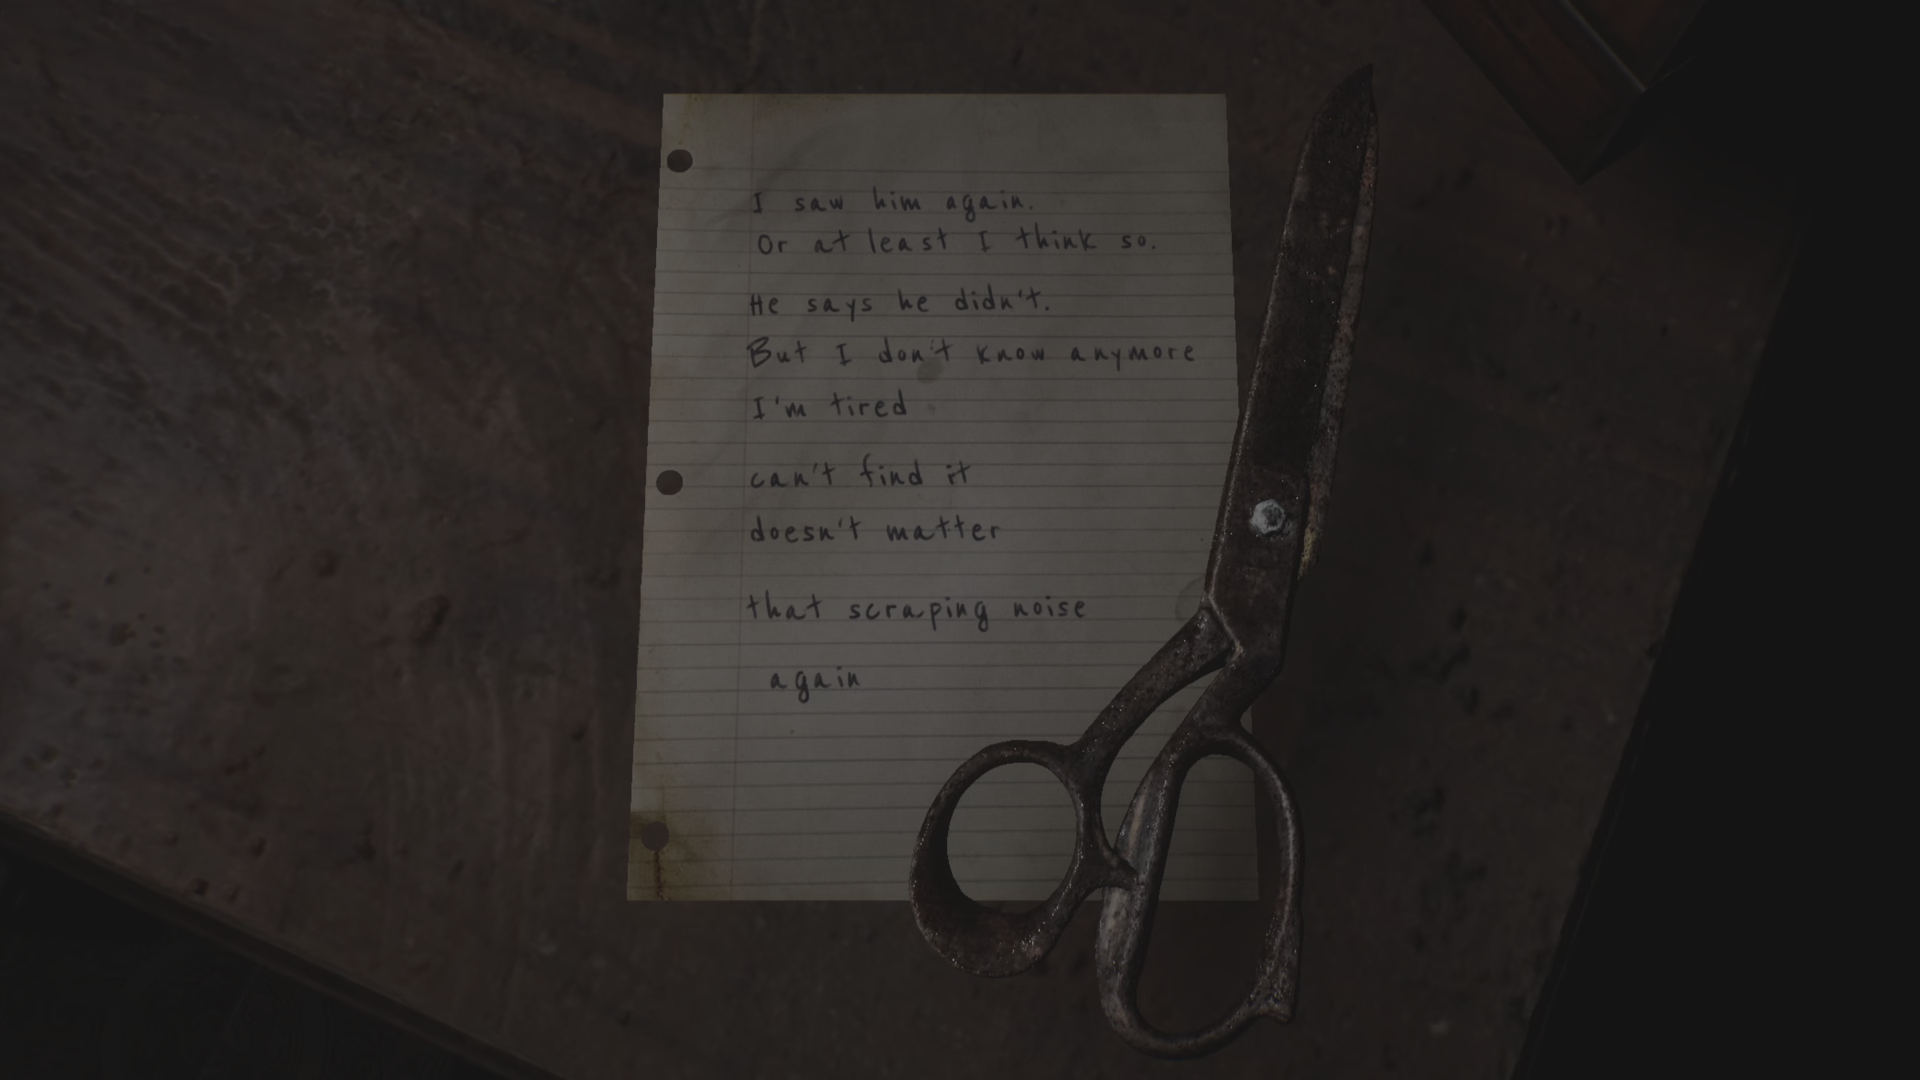 I saw him again.
Or at least I think so.
He says he didn't.
But I don't know anymore
I'm tired
can't find it
doesn't matter
that scraping noise
again